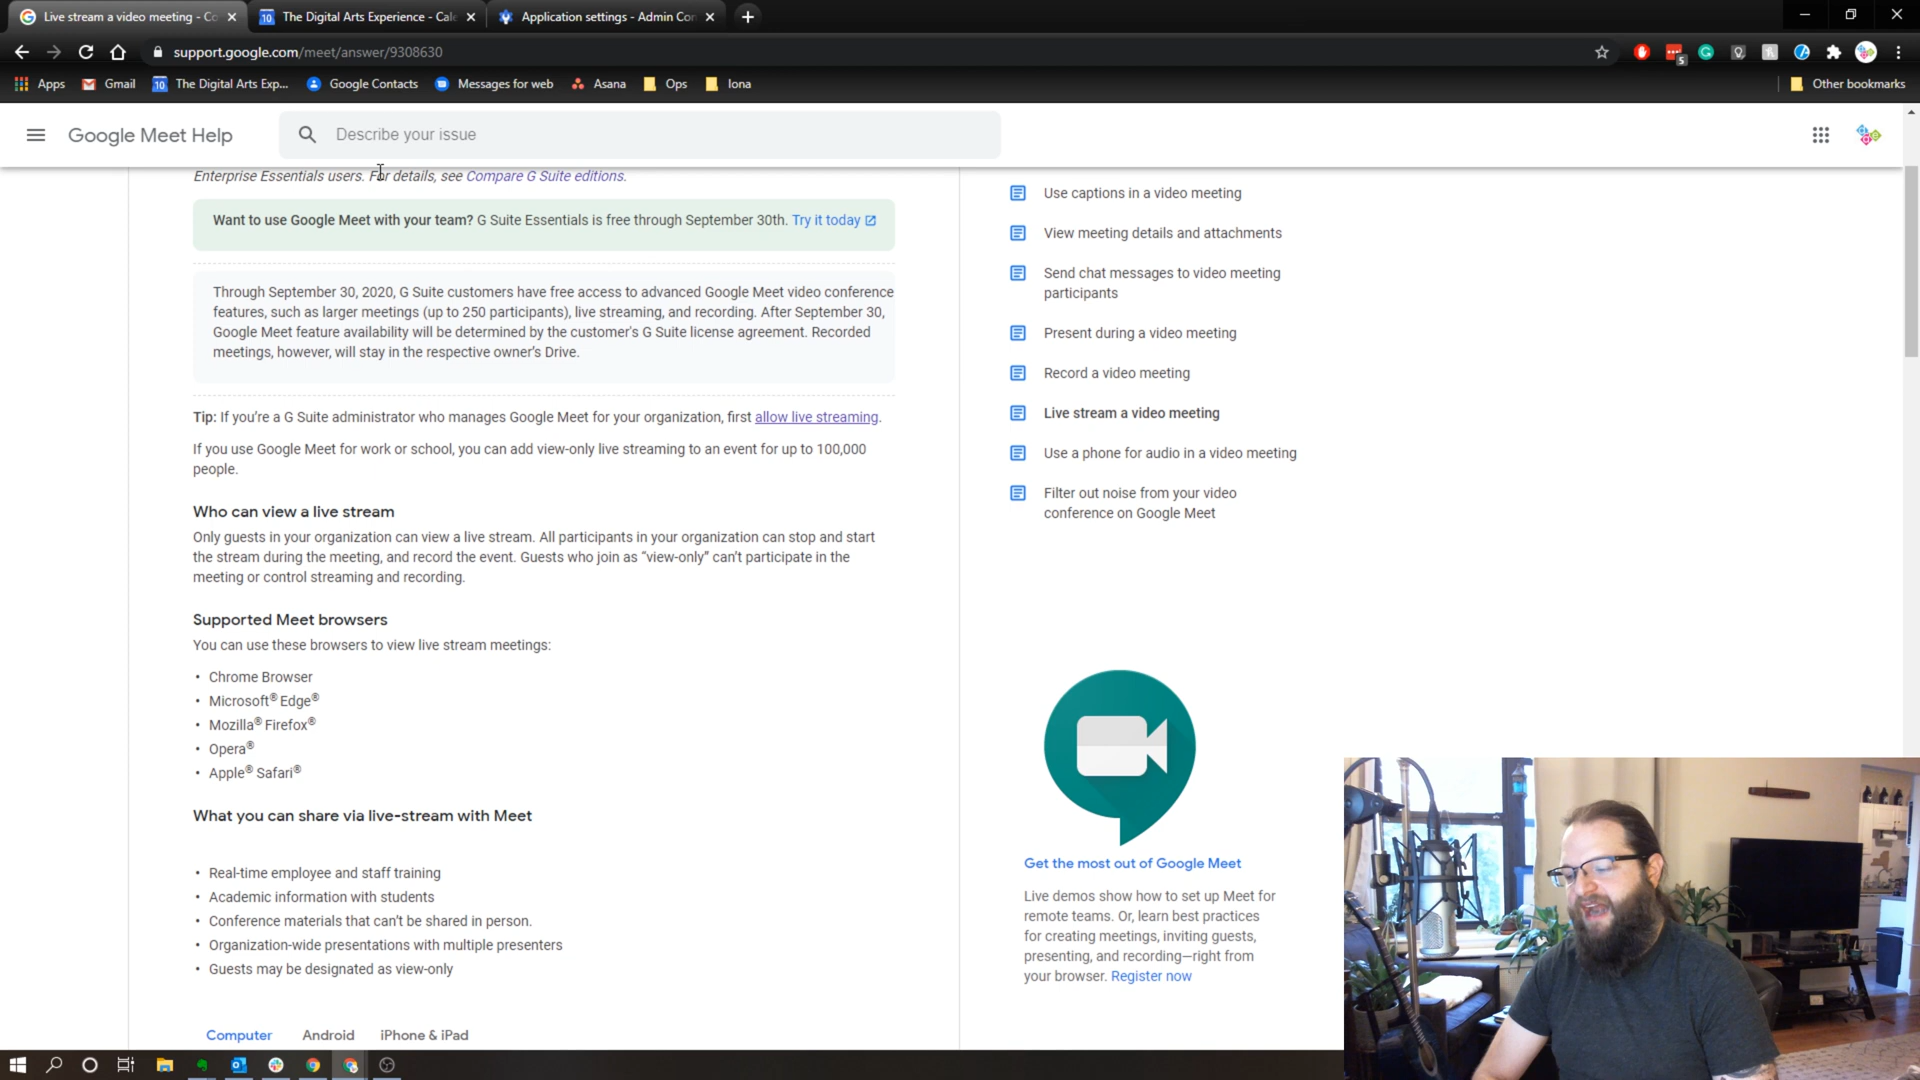 Live stream a video meeting - Co
The Digital Arts Experience - Cale
Application settings - Admin Con
support.google.com/meet/answer/9308630
5
Apps
Gmail
10
The Digital Arts Exp...
Google Contacts
Messages for web
Asana
Ops
Iona
Other bookmarks
Google Meet Help
Describe your issue
Enterprise Essentials users. For details, see Compare G Suite editions.
Want to use Google Meet with your team? G Suite Essentials is free through September 30th. Try it today
Through September 30, 2020, G Suite customers have free access to advanced Google Meet video conference
features, such as larger meetings (up to 250 participants), live streaming, and recording. After September 30,
Google Meet feature availability will be determined by the customer's G Suite license agreement. Recorded
meetings, however, will stay in the respective owner's Drive.
Tip: If you're a G Suite administrator who manages Google Meet for your organization, first allow live streaming.
If you use Google Meet for work or school, you can add view-only live streaming to an event for up to 100,000
people.
Who can view a live stream
Only guests in your organization can view a live stream. All participants in your organization can stop and start
the stream during the meeting, and record the event. Guests who join as “view-only” can't participate in the
meeting or control streaming and recording.
Supported Meet browsers
You can use these browsers to view live stream meetings:
• Chrome Browser
• Microsoft® Edge®
• Mozilla® Firefox®
• Opera®
• Apple® Safari®
What you can share via live-stream with Meet
• Real-time employee and staff training
• Academic information with students
• Conference materials that can't be shared in person.
• Organization-wide presentations with multiple presenters
• Guests may be designated as view-only
Computer
Android
iPhone & iPad
Use captions in a video meeting
View meeting details and attachments
Send chat messages to video meeting
participants
Present during a video meeting
Record a video meeting
Live stream a video meeting
Use a phone for audio in a video meeting
Filter out noise from your video
conference on Google Meet
Get the most out of Google Meet
Live demos show how to set up Meet for
remote teams. Or, learn best practices
for creating meetings, inviting guests,
presenting, and recording—right from
your browser. Register now